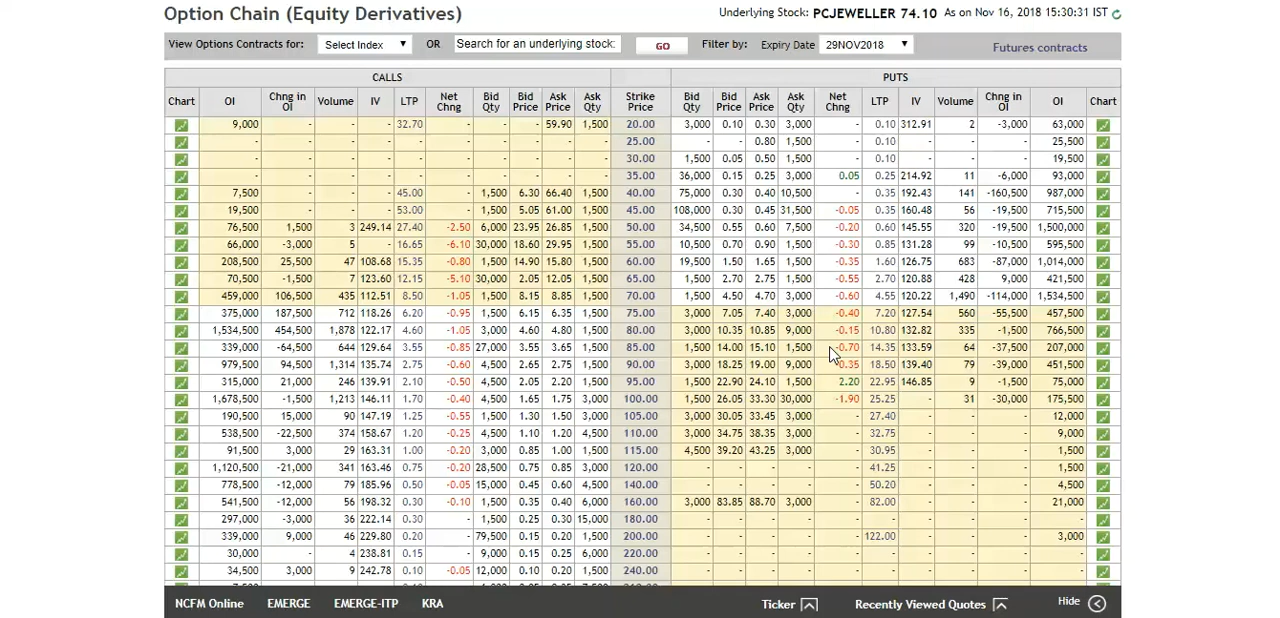 Option Chain (Equity Derivatives)
Underlying Stock: PCJEWELLER 74.10 As on Nov 16, 2018 15:30:31 IST
View Options Contracts for: Select Index OR Search for an underlying stock: GO Filter by: Expiry Date 29NOV2018 Futures contracts
CALLS PUTS
Chart OI Chng in OI Volume IV LTP Net Chng Bid Qty Bid Price Ask Price Ask Qty Strike Price Bid Qty Bid Price Ask Price Ask Qty Net Chng LTP IV Volume Chng in OI OI Chart
9,000 - - - 32.70 - - - 59.90 1,500 20.00 3,000 0.10 0.30 3,000 - 0.10 312.91 2 -3,000 63,000
- - - - - - - - - - 25.00 - - 0.80 1,500 - 0.10 - - - 25,500
- - - - - - - - - - 30.00 1,500 0.05 0.50 1,500 - 0.10 - - - 19,500
- - - - - - - - - - 35.00 36,000 0.15 0.25 3,000 0.05 0.25 214.92 11 -6,000 93,000
7,500 - - - 45.00 - 1,500 6.30 66.40 1,500 40.00 75,000 0.30 0.40 10,500 - 0.35 192.43 141 -160,500 987,000
19,500 - - - 53.00 - 1,500 5.05 61.00 1,500 45.00 108,000 0.30 0.45 31,500 -0.05 0.35 160.48 56 -19,500 715,500
76,500 1,500 3 249.14 27.40 -2.50 6,000 23.95 26.85 1,500 50.00 34,500 0.55 0.60 7,500 -0.20 0.60 145.55 320 -19,500 1,500,000
66,000 -3,000 5 - 16.65 -6.10 30,000 18.60 29.95 1,500 55.00 10,500 0.70 0.90 1,500 -0.30 0.85 131.28 99 -10,500 595,500
208,500 25,500 47 108.68 15.35 -0.80 1,500 14.90 15.80 1,500 60.00 19,500 1.50 1.65 1,500 -0.35 1.60 126.75 683 -87,000 1,014,000
70,500 -1,500 7 123.60 12.15 -5.10 30,000 2.05 12.05 1,500 65.00 1,500 2.70 2.75 1,500 -0.55 2.70 120.88 428 9,000 421,500
459,000 106,500 435 112.51 8.50 -1.05 1,500 8.15 8.85 1,500 70.00 1,500 4.50 4.70 3,000 -0.60 4.55 120.22 1,490 -114,000 1,534,500
375,000 187,500 712 118.26 6.20 -0.95 1,500 6.15 6.35 1,500 75.00 3,000 7.05 7.40 3,000 -0.40 7.20 127.54 560 -55,500 457,500
1,534,500 454,500 1,878 122.17 4.60 -1.05 3,000 4.60 4.80 1,500 80.00 3,000 10.35 10.85 9,000 -0.15 10.80 132.82 335 -1,500 766,500
339,000 -64,500 644 129.64 3.55 -0.85 27,000 3.55 3.65 1,500 85.00 1,500 14.00 15.10 1,500 -0.70 14.35 133.59 64 -37,500 207,000
979,500 94,500 1,314 135.74 2.75 -0.60 4,500 2.65 2.75 1,500 90.00 3,000 18.25 19.00 9,000 -0.35 18.50 139.40 79 -39,000 451,500
315,000 21,000 246 139.91 2.10 -0.50 4,500 2.05 2.20 1,500 95.00 1,500 22.90 24.10 1,500 2.20 22.95 146.85 9 -1,500 75,000
1,678,500 -1,500 1,213 146.11 1.70 -0.40 4,500 1.65 1.75 3,000 100.00 1,500 26.05 33.30 30,000 -1.90 25.25 - 31 -30,000 175,500
190,500 15,000 90 147.19 1.25 -0.55 4,500 1.30 1.50 3,000 105.00 3,000 30.05 33.45 3,000 - 27.40 - - - 12,000
538,500 -22,500 374 158.67 1.20 -0.25 4,500 1.10 1.20 4,500 110.00 3,000 34.75 38.35 3,000 - 32.75 - - - 9,000
91,500 3,000 29 163.31 1.00 -0.20 3,000 0.85 1.00 1,500 115.00 4,500 39.20 43.25 3,000 - 30.95 - - - 1,500
1,120,500 -21,000 341 163.46 0.75 -0.20 28,500 0.75 0.85 3,000 120.00 - - - - - 41.25 - - - 1,500
778,500 -12,000 79 185.96 0.50 -0.05 15,000 0.45 0.60 4,500 140.00 - - - - - 50.20 - - - 4,500
541,500 -12,000 56 198.32 0.30 -0.10 1,500 0.35 0.40 6,000 160.00 3,000 83.85 88.70 3,000 - 82.00 - - - 21,000
297,000 -3,000 36 222.14 0.30 - 1,500 0.25 0.30 15,000 180.00 - - - - - - - - - -
339,000 9,000 46 229.80 0.20 - 79,500 0.15 0.20 1,500 200.00 - - - - - 122.00 - - - 3,000
30,000 - 4 238.81 0.15 - 9,000 0.15 0.25 6,000 220.00 - - - - - - - - - -
34,500 3,000 9 242.78 0.10 -0.05 12,000 0.10 0.20 1,500 240.00 - - - - - - - - - -
NCFM Online EMERGE EMERGE-ITP KRA Ticker Recently Viewed Quotes Hide